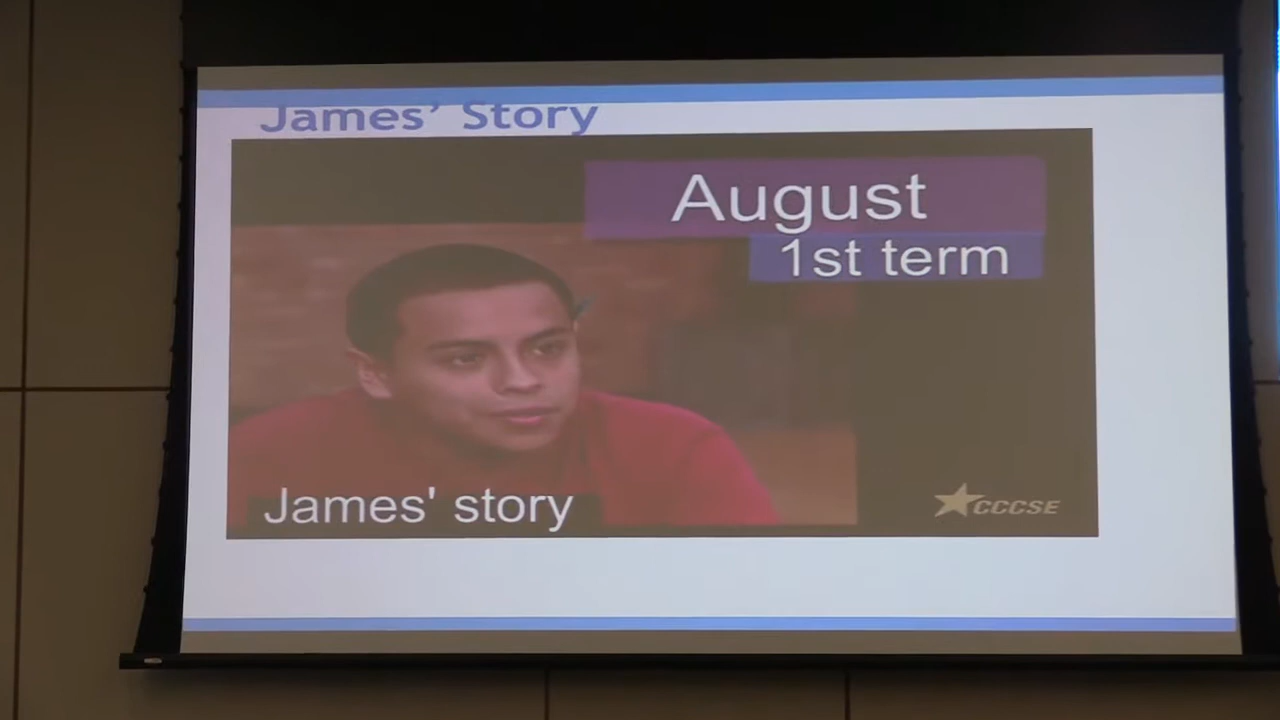 James’ Story
August
1st term
James' story
CCCSE